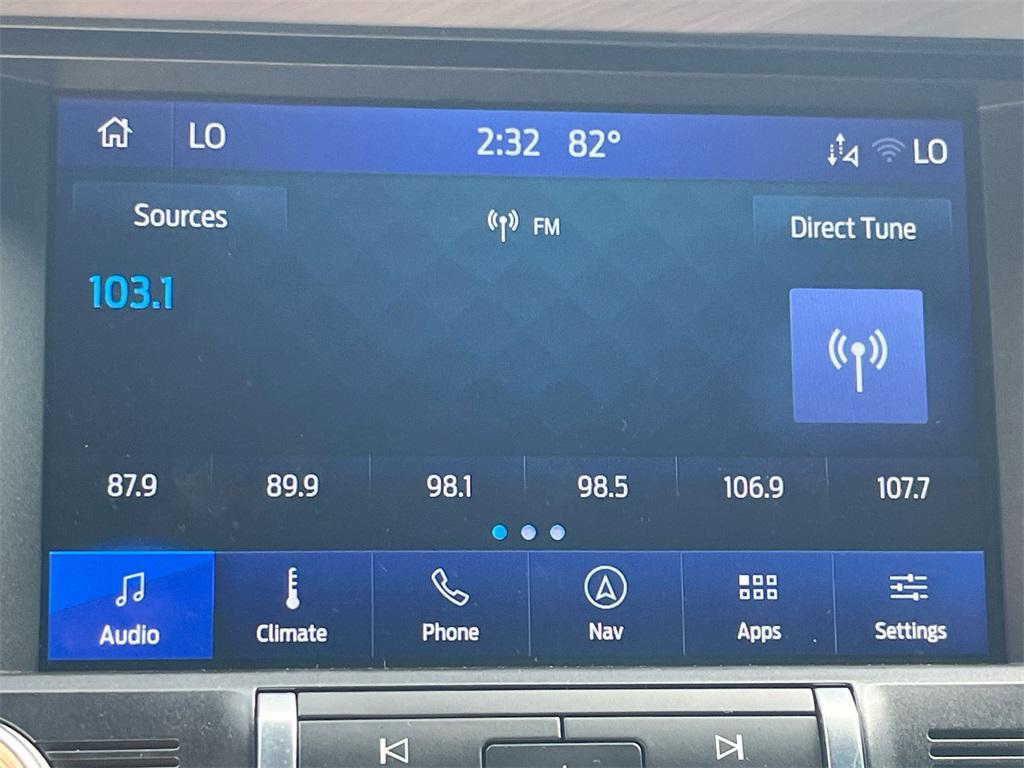 LO 2:32 82° LO
Sources FM Direct Tune
103.1
87.9 89.9 98.1 98.5 106.9 107.7
Audio Climate Phone Nav Apps Settings